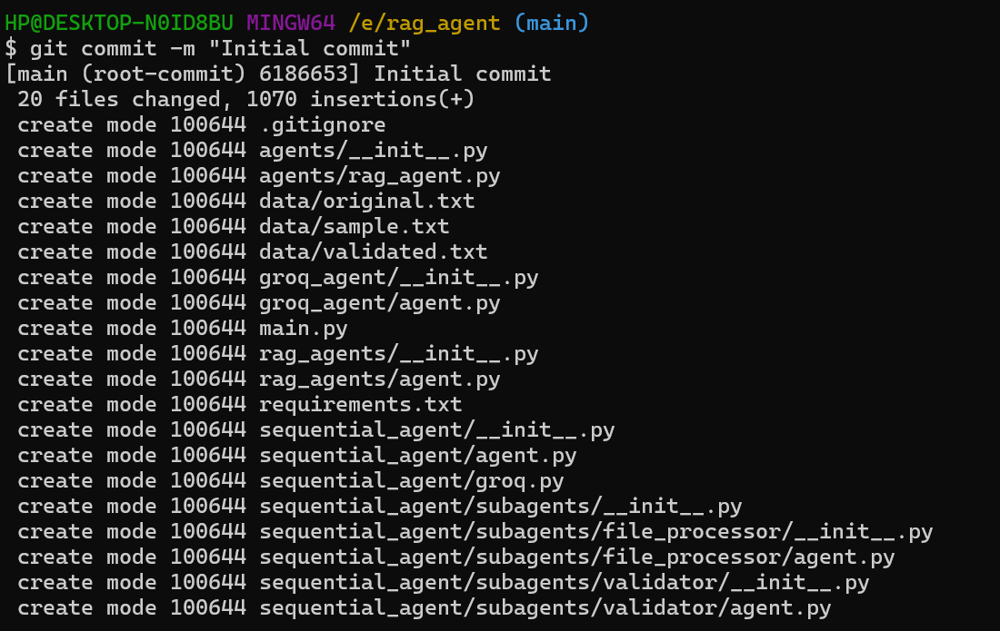 HP@DESKTOP-N0ID8BU MINGW64 /e/rag_agent (main)
$ git commit -m "Initial commit"
[main (root-commit) 6186653] Initial commit
 20 files changed, 1070 insertions(+)
 create mode 100644 .gitignore
 create mode 100644 agents/__init__.py
 create mode 100644 agents/rag_agent.py
 create mode 100644 data/original.txt
 create mode 100644 data/sample.txt
 create mode 100644 data/validated.txt
 create mode 100644 groq_agent/__init__.py
 create mode 100644 groq_agent/agent.py
 create mode 100644 main.py
 create mode 100644 rag_agents/__init__.py
 create mode 100644 rag_agents/agent.py
 create mode 100644 requirements.txt
 create mode 100644 sequential_agent/__init__.py
 create mode 100644 sequential_agent/agent.py
 create mode 100644 sequential_agent/groq.py
 create mode 100644 sequential_agent/subagents/__init__.py
 create mode 100644 sequential_agent/subagents/file_processor/__init__.py
 create mode 100644 sequential_agent/subagents/file_processor/agent.py
 create mode 100644 sequential_agent/subagents/validator/__init__.py
 create mode 100644 sequential_agent/subagents/validator/agent.py